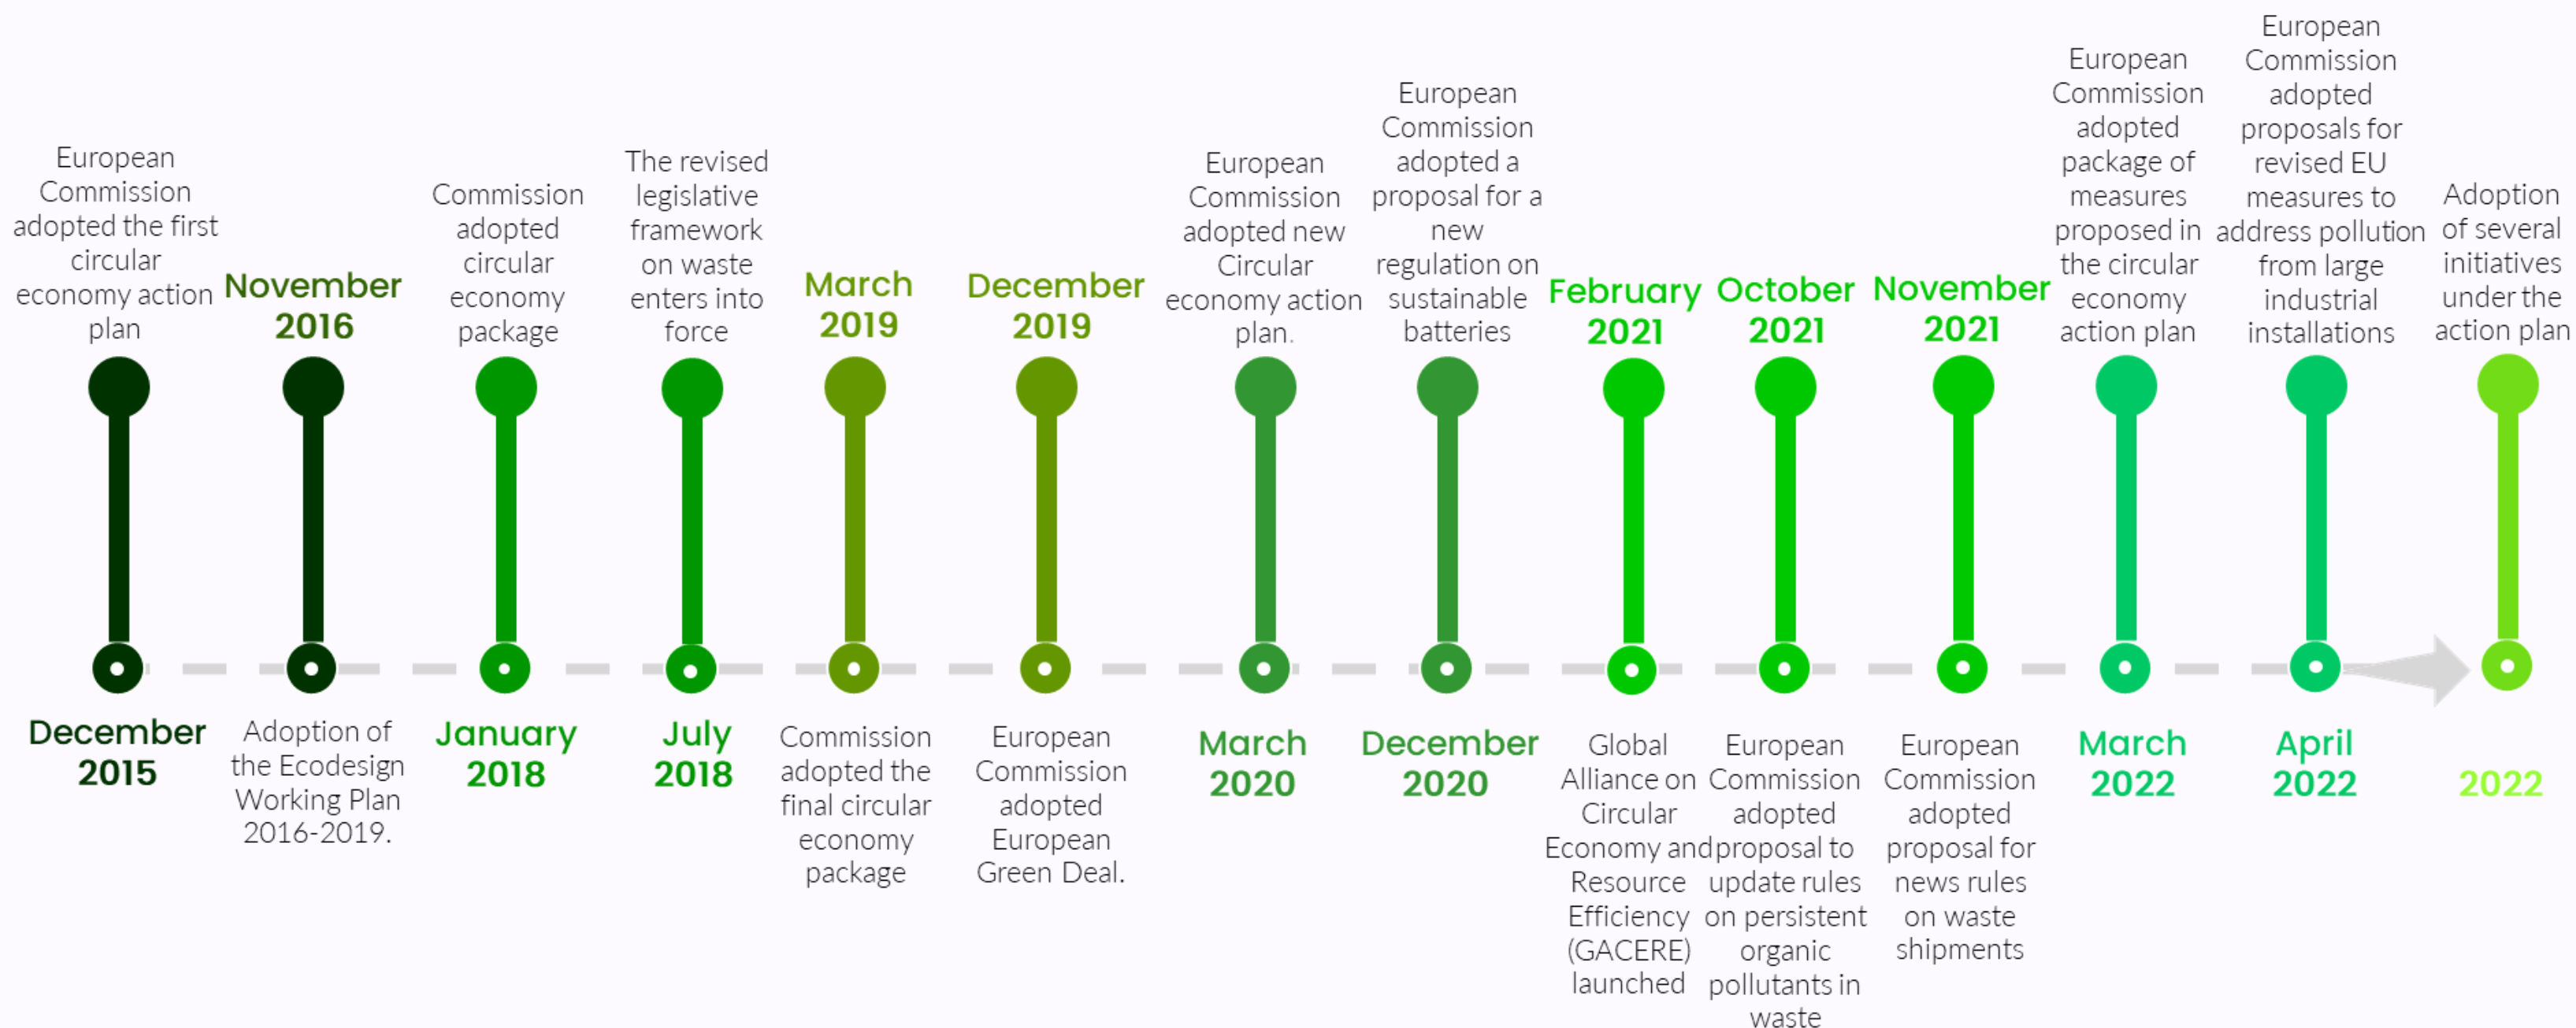 European
Commission
adopted the first
circular
economy action
plan
December
2015
November
2016
Adoption of
the Ecodesign
Working Plan
2016-2019.
Commission
adopted
circular
economy
package
January
2018
The revised
legislative
framework
on waste
enters into
force
July
2018
March
2019
Commission
adopted the
final circular
economy
package
December
2019
European
Commission
adopted
European
Green Deal.
European
Commission
adopted new
Circular
economy action
plan.
March
2020
European
Commission
adopted a
proposal for a
new
regulation on
sustainable
batteries
December
2020
February
2021
Global
Alliance on
Circular
Economy and
Resource
Efficiency
(GACERE)
launched
October
2021
European
Commission
adopted
proposal to
update rules
on persistent
organic
pollutants in
waste
November
2021
European
Commission
adopted
proposal for
news rules
on waste
shipments
European
Commission
adopted
package of
measures
proposed in
the circular
economy
action plan
March
2022
European
Commission
adopted
proposals for
revised EU
measures to
address pollution
from large
industrial
installations
April
2022
Adoption
of several
initiatives
under the
action plan
2022